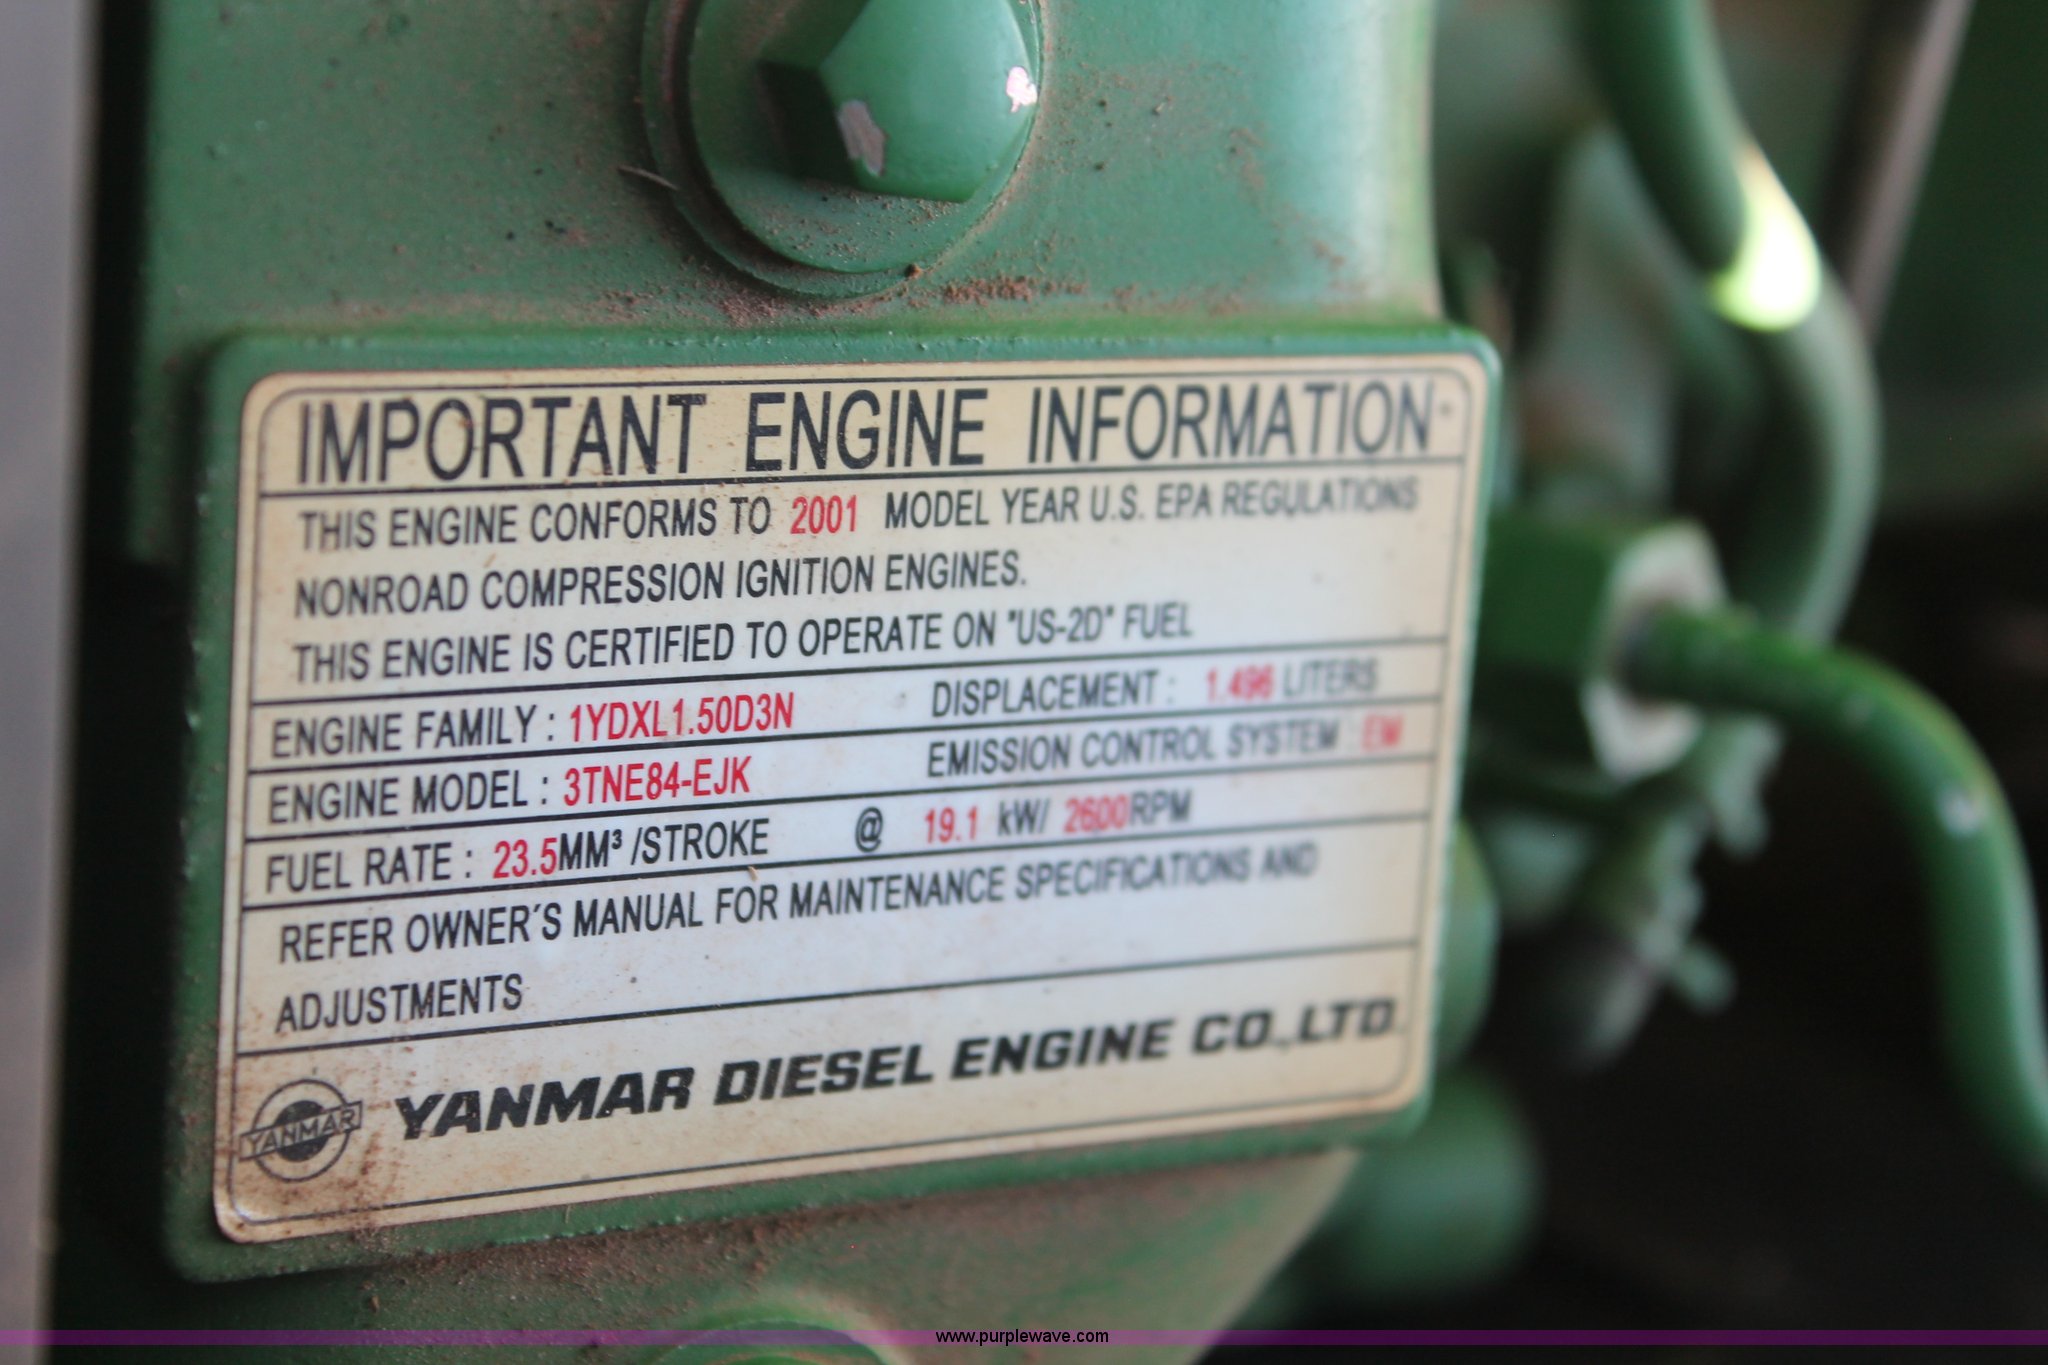 IMPORTANT ENGINE INFORMATION
THIS ENGINE CONFORMS TO 2001 MODEL YEAR U.S. EPA REGULATIONS
NONROAD COMPRESSION IGNITION ENGINES.
THIS ENGINE IS CERTIFIED TO OPERATE ON "US-2D" FUEL
ENGINE FAMILY : 1YDXL1.50D3N DISPLACEMENT : 1.496 LITERS
ENGINE MODEL : 3TNE84-EJK EMISSION CONTROL SYSTEM : EM
FUEL RATE : 23.5MM³ /STROKE @ 19.1 kW/ 2600RPM
REFER OWNER´S MANUAL FOR MAINTENANCE SPECIFICATIONS AND
ADJUSTMENTS
YANMAR YANMAR DIESEL ENGINE CO.,LTD.
www.purplewave.com